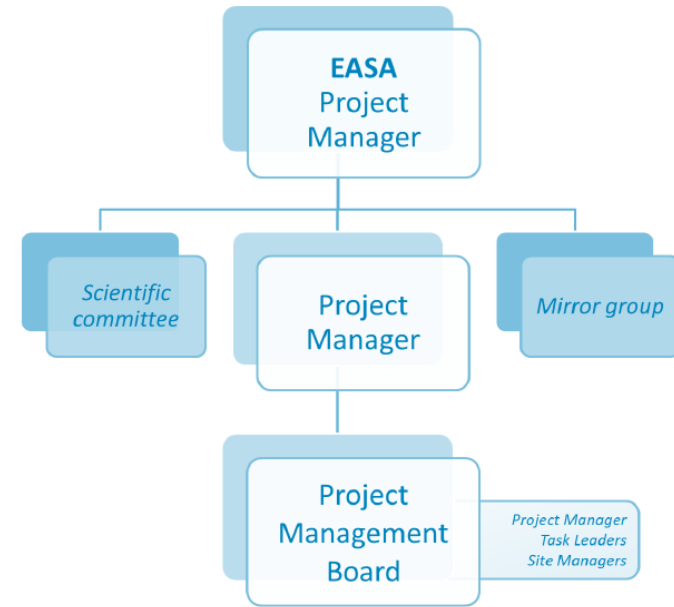 EASA
Project
Manager
Scientific
committee
Project
Manager
Mirror group
Project
Management
Board
Project Manager
Task Leaders
Site Managers